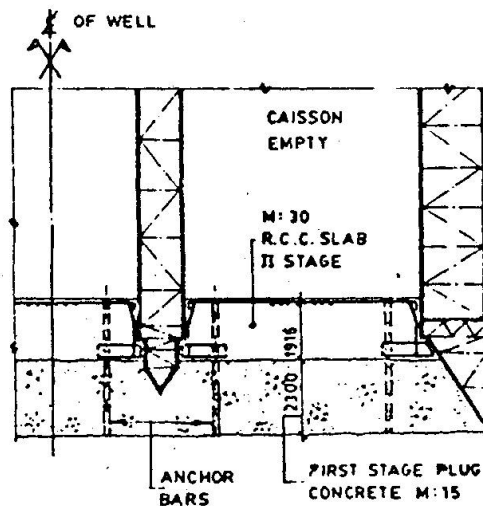 ℄ OF WELL
CAISSON
EMPTY
M:30
R.C.C. SLAB
II STAGE
1916
2300
ANCHOR
BARS
FIRST STAGE PLUG
CONCRETE M:15